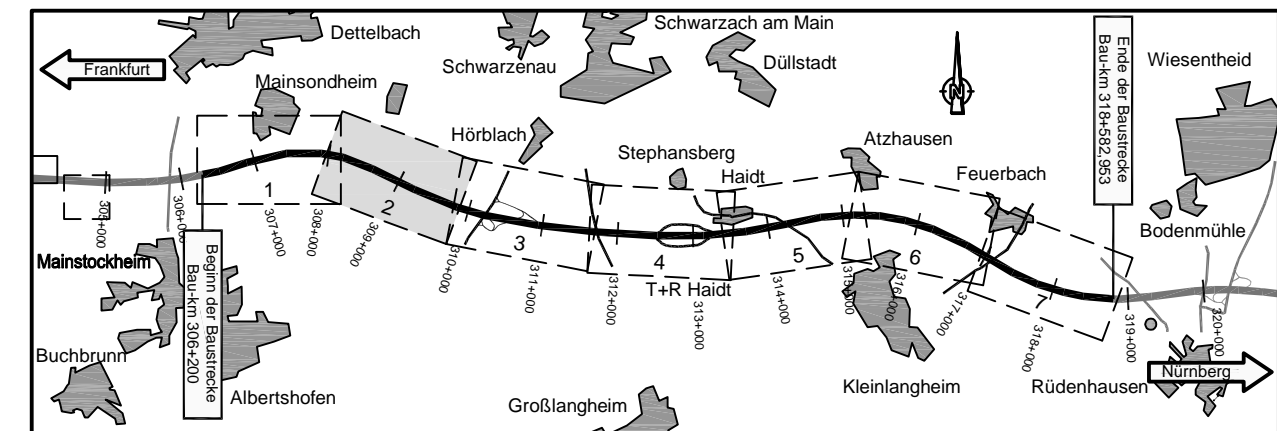 Dettelbach
Schwarzach am Main
Frankfurt
Schwarzenau
Düllstadt
Wiesentheid
Mainsondheim
N
Hörblach
Stephansberg
Haidt
Atzhausen
Feuerbach
Bodenmühle
Ende der Baustrecke
Bau-km 318+582,953
1
2
3
4
5
6
7
305+000
306+000
307+000
308+000
309+000
310+000
311+000
312+000
313+000
314+000
315+000
316+000
317+000
318+000
319+000
320+000
T+R Haidt
Mainstockheim
Beginn der Baustrecke
Bau-km 306+200
Buchbrunn
Albertshofen
Großlangheim
Kleinlangheim
Rüdenhausen
Nürnberg